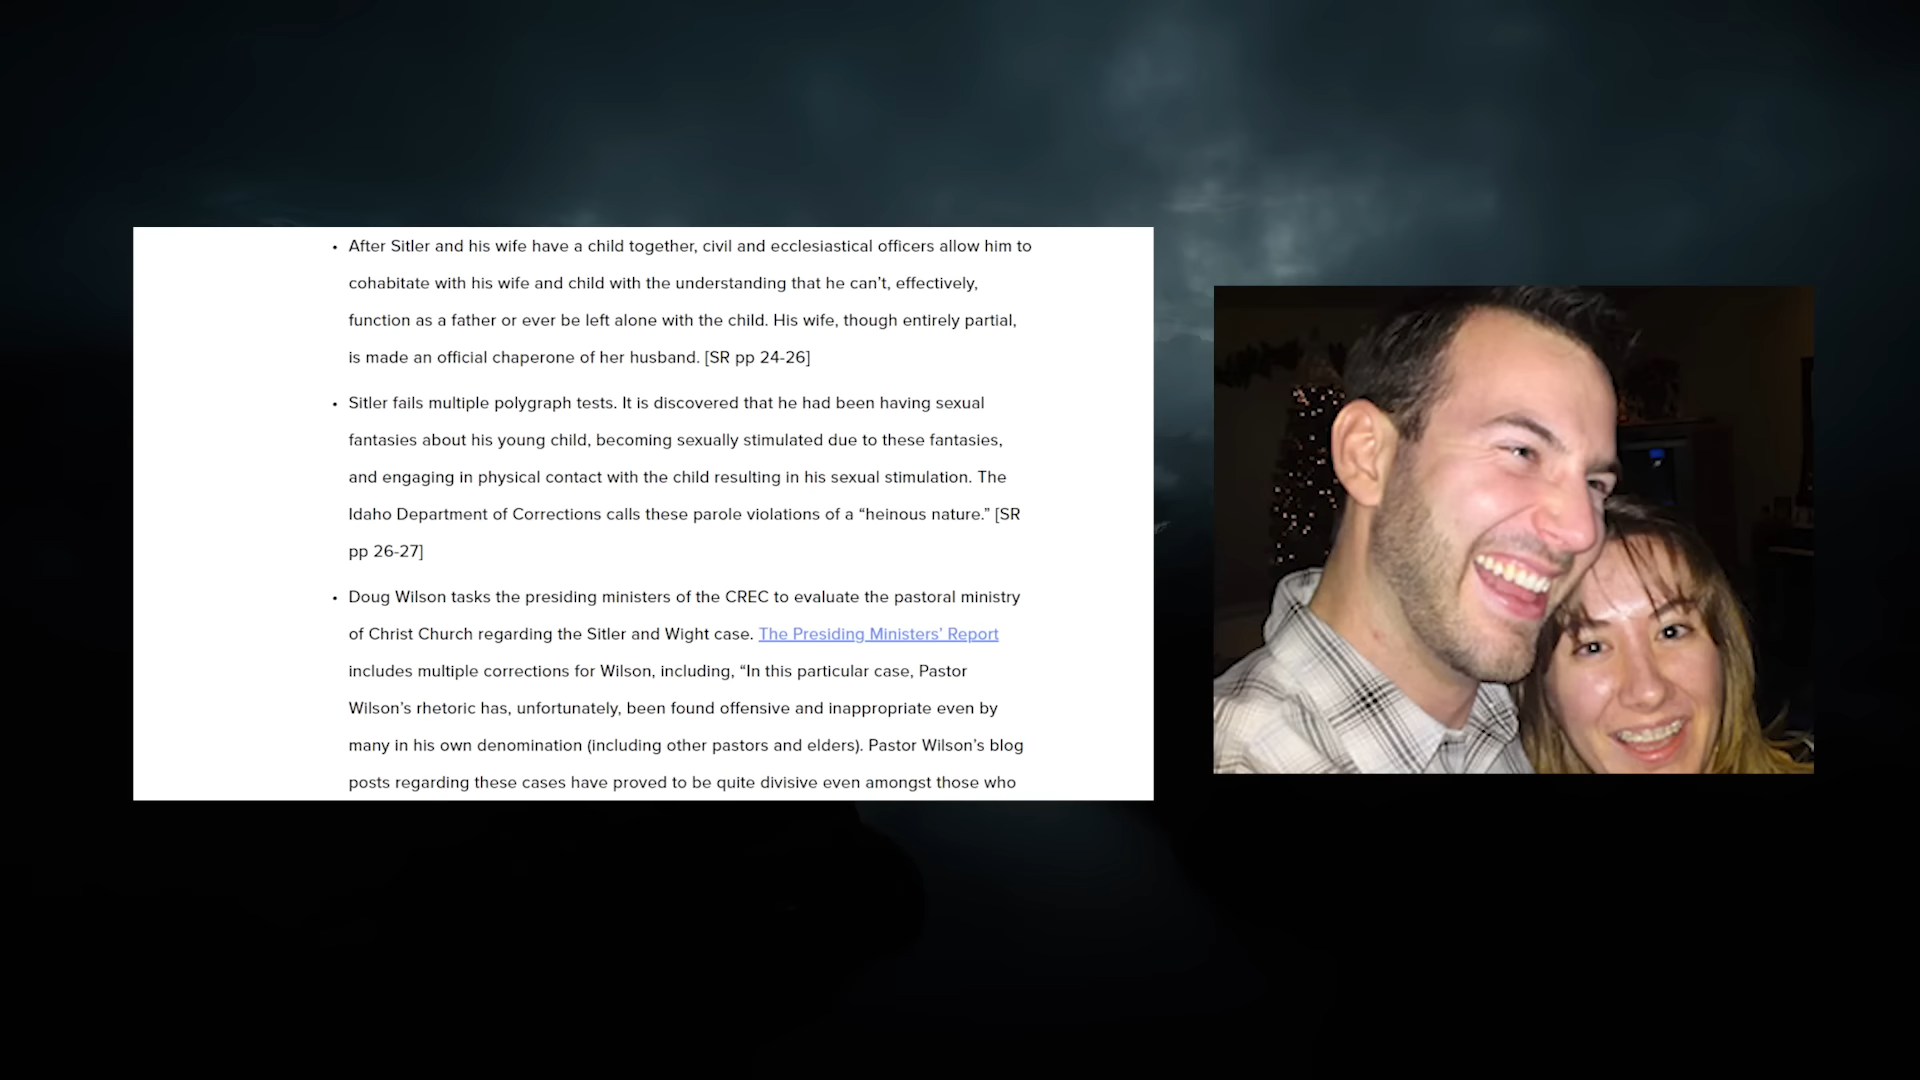 • After Sitler and his wife have a child together, civil and ecclesiastical officers allow him to
cohabitate with his wife and child with the understanding that he can’t, effectively,
function as a father or ever be left alone with the child. His wife, though entirely partial,
is made an official chaperone of her husband. [SR pp 24-26]
• Sitler fails multiple polygraph tests. It is discovered that he had been having sexual
fantasies about his young child, becoming sexually stimulated due to these fantasies,
and engaging in physical contact with the child resulting in his sexual stimulation. The
Idaho Department of Corrections calls these parole violations of a “heinous nature.” [SR
pp 26-27]
• Doug Wilson tasks the presiding ministers of the CREC to evaluate the pastoral ministry
of Christ Church regarding the Sitler and Wight case. The Presiding Ministers’ Report
includes multiple corrections for Wilson, including, “In this particular case, Pastor
Wilson’s rhetoric has, unfortunately, been found offensive and inappropriate even by
many in his own denomination (including other pastors and elders). Pastor Wilson’s blog
posts regarding these cases have proved to be quite divisive even amongst those who